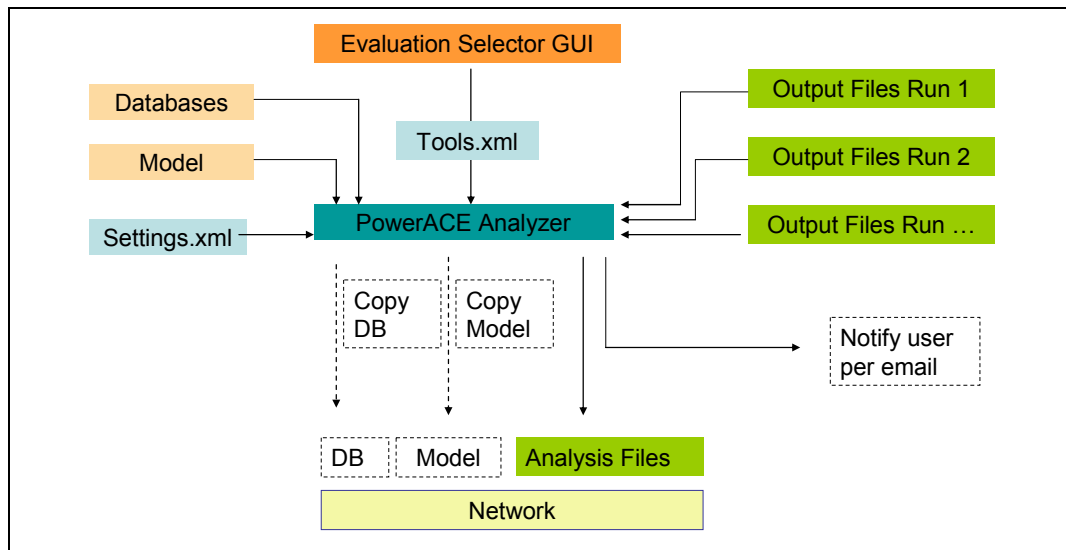 Evaluation Selector GUI
Databases
Output Files Run 1
Tools.xml
Model
Output Files Run 2
PowerACE Analyzer
Settings.xml
Output Files Run …
Copy
DB
Copy
Model
Notify user
per email
DB
Model
Analysis Files
Network